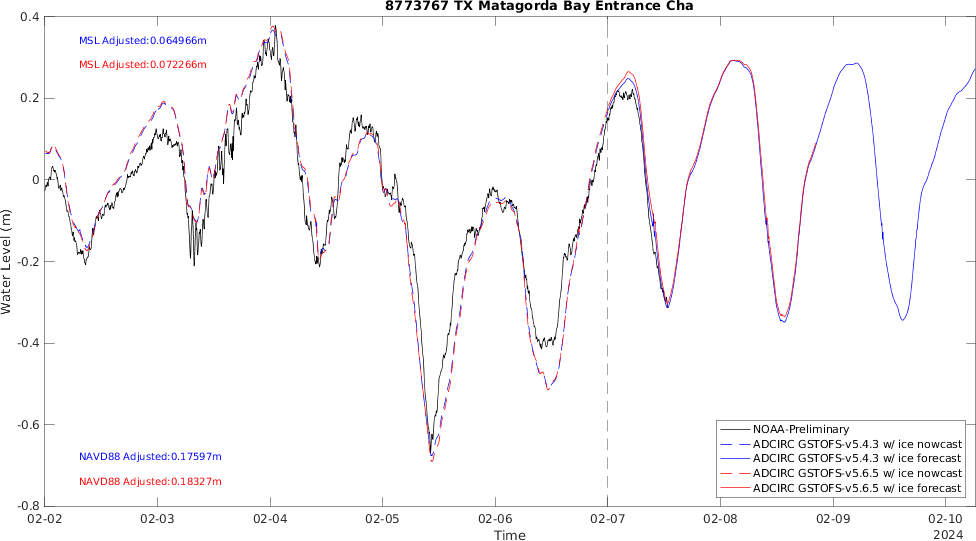 8773767 TX Matagorda Bay Entrance Cha
0.4
0.2
0
-0.2
-0.4
-0.6
-0.8
Water Level (m)
MSL Adjusted:0.064966m
MSL Adjusted:0.072266m
NAVD88 Adjusted:0.17597m
NAVD88 Adjusted:0.18327m
NOAA-Preliminary
ADCIRC GSTOFS-v5.4.3 w/ ice nowcast
ADCIRC GSTOFS-v5.4.3 w/ ice forecast
ADCIRC GSTOFS-v5.6.5 w/ ice nowcast
ADCIRC GSTOFS-v5.6.5 w/ ice forecast
02-02 02-03 02-04 02-05 02-06 02-07 02-08 02-09 02-10
2024
Time